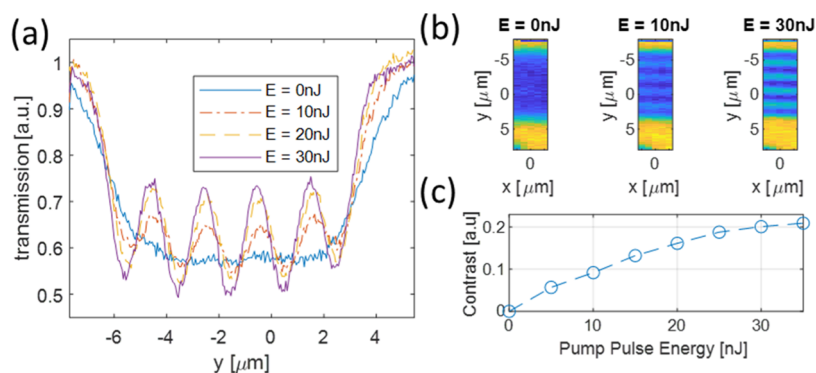 (a)
transmission [a.u.]
1
0.9
0.8
0.7
0.6
0.5
E = 0nJ
E = 10nJ
E = 20nJ
E = 30nJ
-6 -4 -2 0 2 4
y [μm]
(b)
E = 0nJ E = 10nJ E = 30nJ
y [μm] -5 0 5
y [μm] -5 0 5
y [μm] -5 0 5
0 0 0
x [μm] x [μm] x [μm]
(c)
Contrast [a.u]
0.2
0.1
0
0 10 20 30
Pump Pulse Energy [nJ]